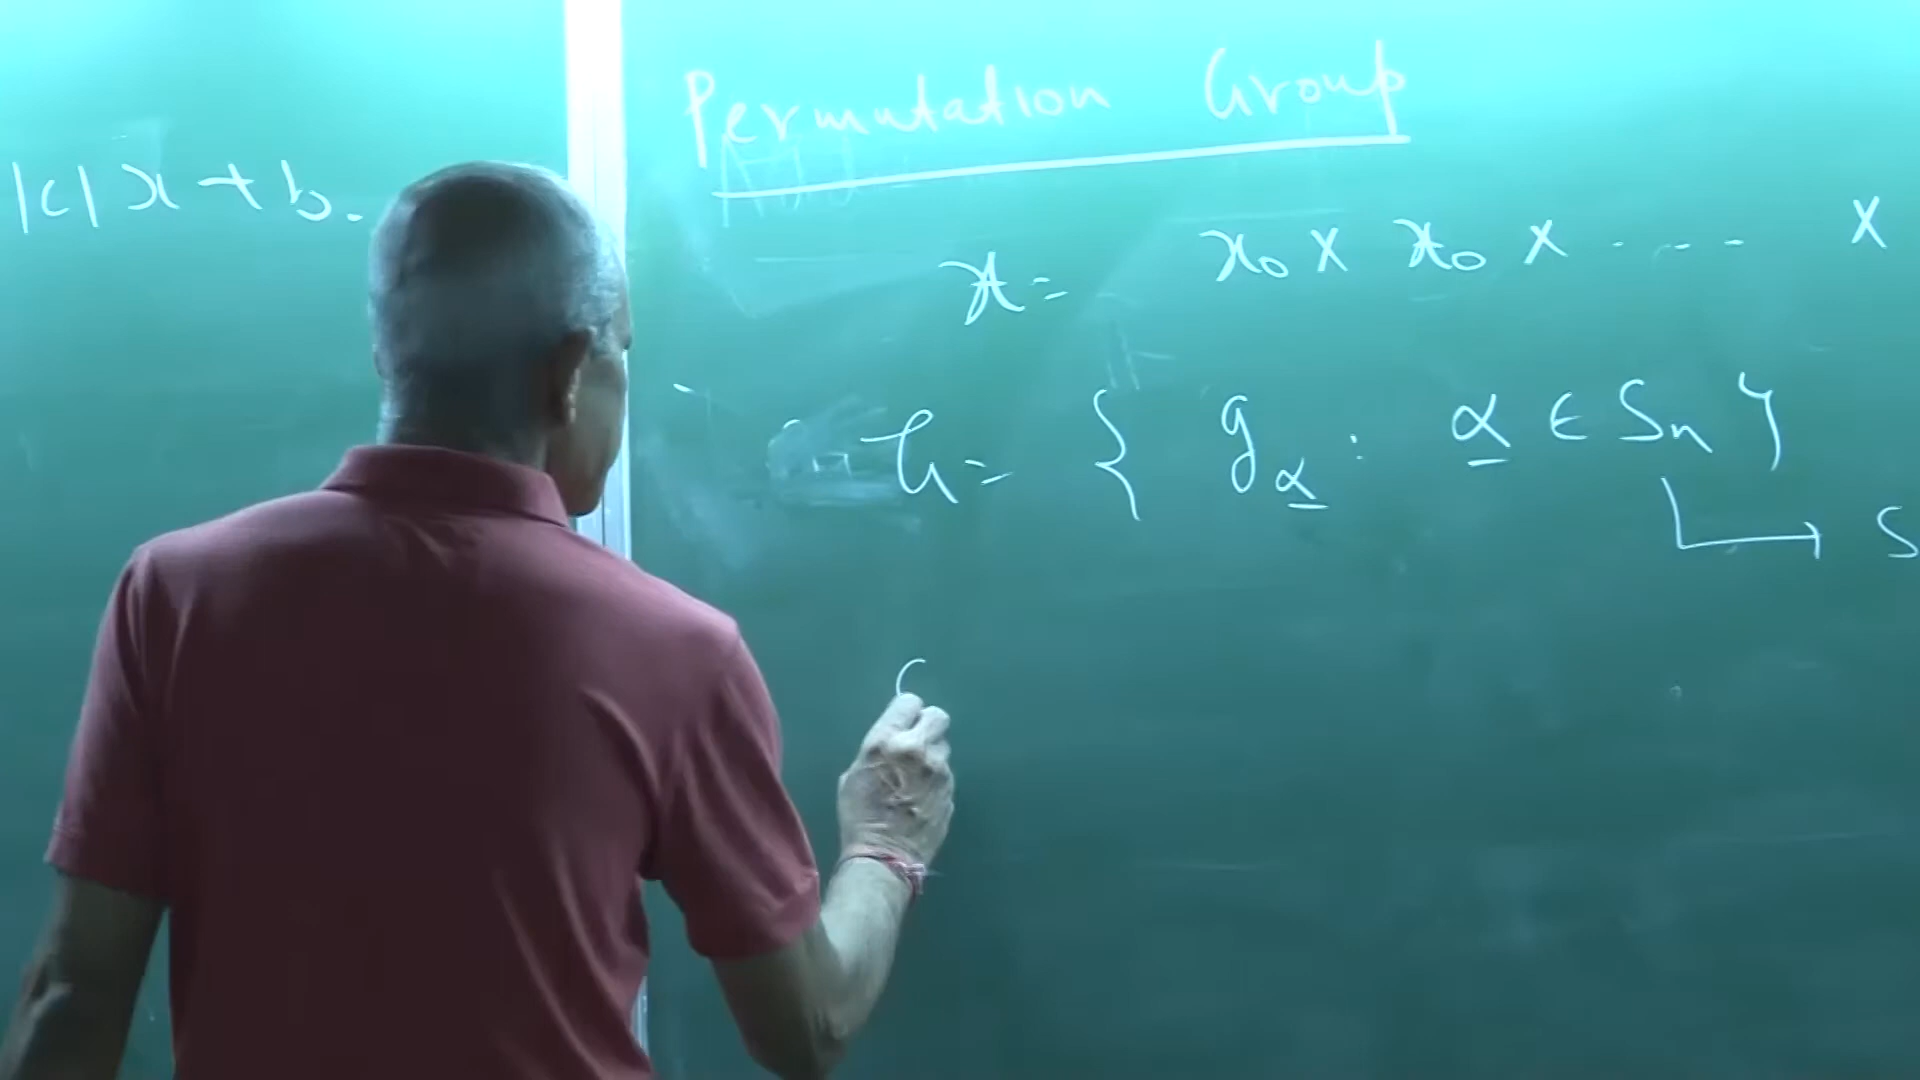 |c|x + b.
Permutation Group
𝒳 = 𝒳₀ × 𝒳₀ × ..... ×
G = { g_α : α ∈ Sn }
S